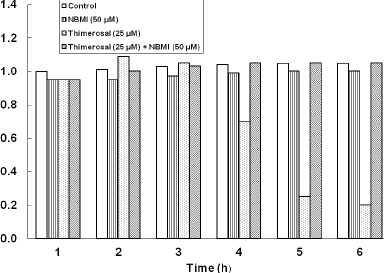 1.4
Control
NBMI (50 µM)
Thimerosal (25 µM)
Thimerosal (25 µM) + NBMI (50 µM)
1.2
1.0
0.8
0.6
0.4
0.2
0.0
1 2 3 4 5 6
Time (h)